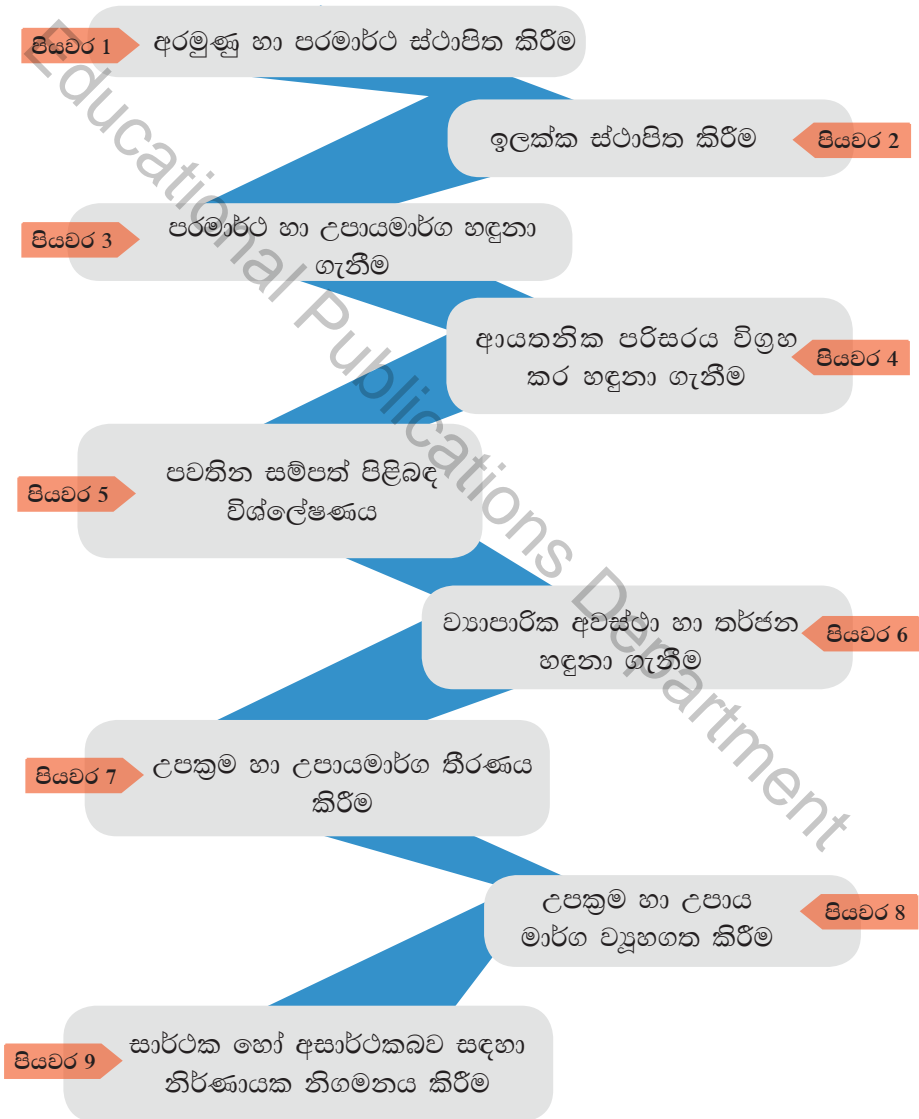 පියවර 1
අරමුණු හා පරමාර්ථ ස්ථාපිත කිරීම
ඉලක්ක ස්ථාපිත කිරීම
පියවර 2
පියවර 3
පරමාර්ථ හා උපායමාර්ග හඳුනා
ගැනීම
ආයතනික පරිසරය විග්‍රහ
කර හඳුනා ගැනීම
පියවර 4
පියවර 5
පවතින සම්පත් පිළිබඳ
විශ්ලේෂණය
ව්‍යාපාරික අවස්ථා හා තර්ජන
හඳුනා ගැනීම
පියවර 6
පියවර 7
උපක්‍රම හා උපායමාර්ග තීරණය
කිරීම
උපක්‍රම හා උපාය
මාර්ග ව්‍යූහගත කිරීම
පියවර 8
පියවර 9
සාර්ථක හෝ අසාර්ථකබව සඳහා
නිර්ණායක නිගමනය කිරීම
Educational Publications Department